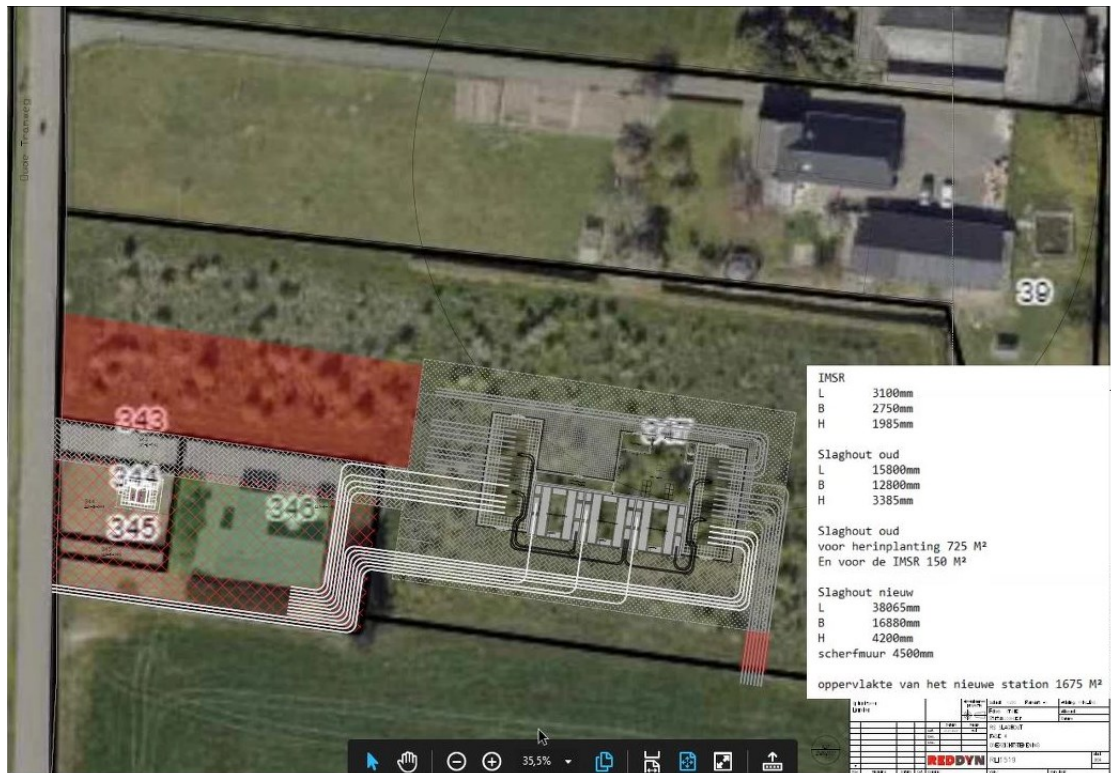 Oude Tramweg
39
343
344
345
346
347
IMSR
L 3100mm
B 2750mm
H 1985mm
Slaghout oud
L 15800mm
B 12800mm
H 3385mm
Slaghout oud
voor herinplanting 725 M²
En voor de IMSR 150 M²
Slaghout nieuw
L 38065mm
B 16880mm
H 4200mm
scherfmuur 4500mm
oppervlakte van het nieuwe station 1675 M²
REDDYN
35,5%